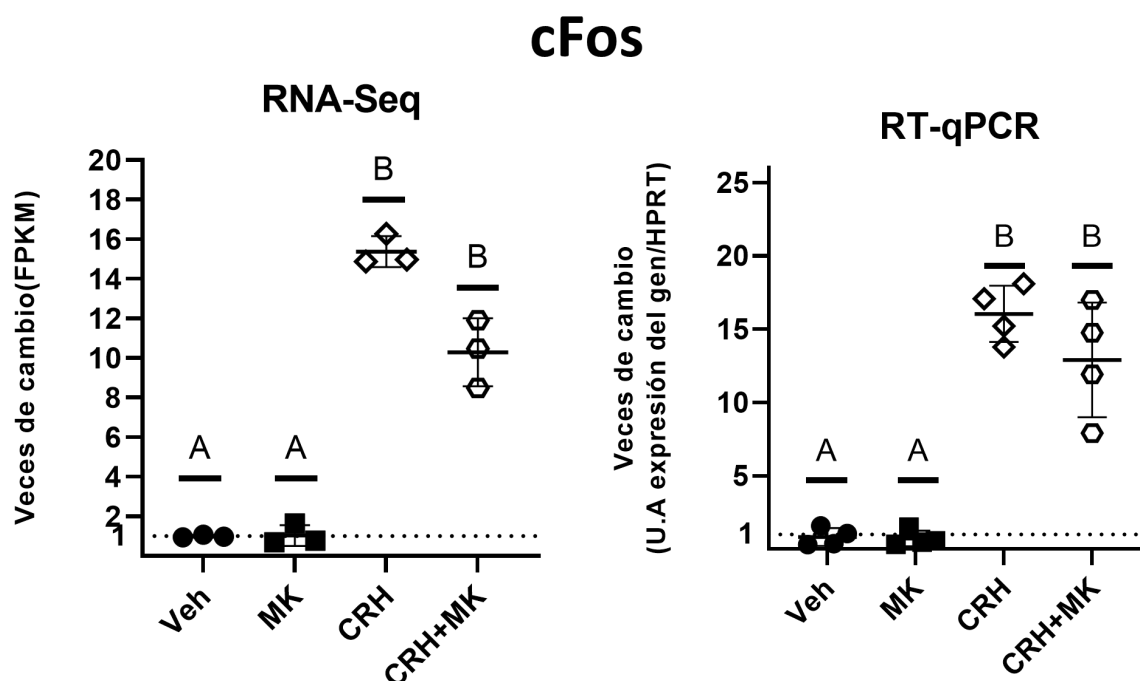 cFos
RNA-Seq
Veces de cambio(FPKM)
20
18
16
14
12
10
8
6
4
2
1
A
A
B
B
Veh
MK
CRH
CRH+MK
RT-qPCR
Veces de cambio
(U.A expresión del gen/HPRT)
25
20
15
10
5
1
A
A
B
B
Veh
MK
CRH
CRH+MK